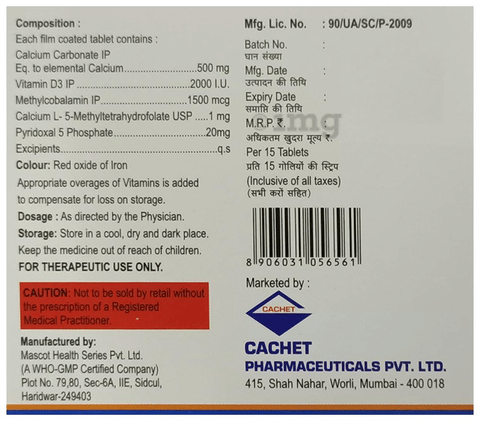 Composition :
Each film coated tablet contains :
Calcium Carbonate IP
Eq. to elemental Calcium..........................500 mg
Vitamin D3 IP.......................................2000 I.U.
Methylcobalamin IP..............................1500 mcg
Calcium L- 5-Methyltetrahydrofolate USP .....1 mg
Pyridoxal 5 Phosphate...............................20mg
Excipients.................................................q.s
Colour: Red oxide of Iron
Appropriate overages of Vitamins is added
to compensate for loss on storage.
Dosage : As directed by the Physician.
Storage: Store in a cool, dry and dark place.
Keep the medicine out of reach of children.
FOR THERAPEUTIC USE ONLY.
CAUTION: Not to be sold by retail without
the prescription of a Registered
Medical Practitioner.
Manufactured by:
Mascot Health Series Pvt. Ltd.
(A WHO-GMP Certified Company)
Plot No. 79,80, Sec-6A, IIE, Sidcul,
Haridwar-249403
Mfg. Lic. No. : 90/UA/SC/P-2009
Batch No. :
घान संख्या
Mfg. Date :
उत्पादन की तिथि
Expiry Date :
समाप्ति की तिथि
M.R.P. ₹. :
अधिकतम खुदरा मूल्य ₹.
Per 15 Tablets
प्रति 15 गोलियों की स्ट्रिप
(Inclusive of all taxes)
(सभी करों सहित)
8 906031 056561
Marketed by :
CACHET
CACHET
PHARMACEUTICALS PVT. LTD.
415, Shah Nahar, Worli, Mumbai - 400 018